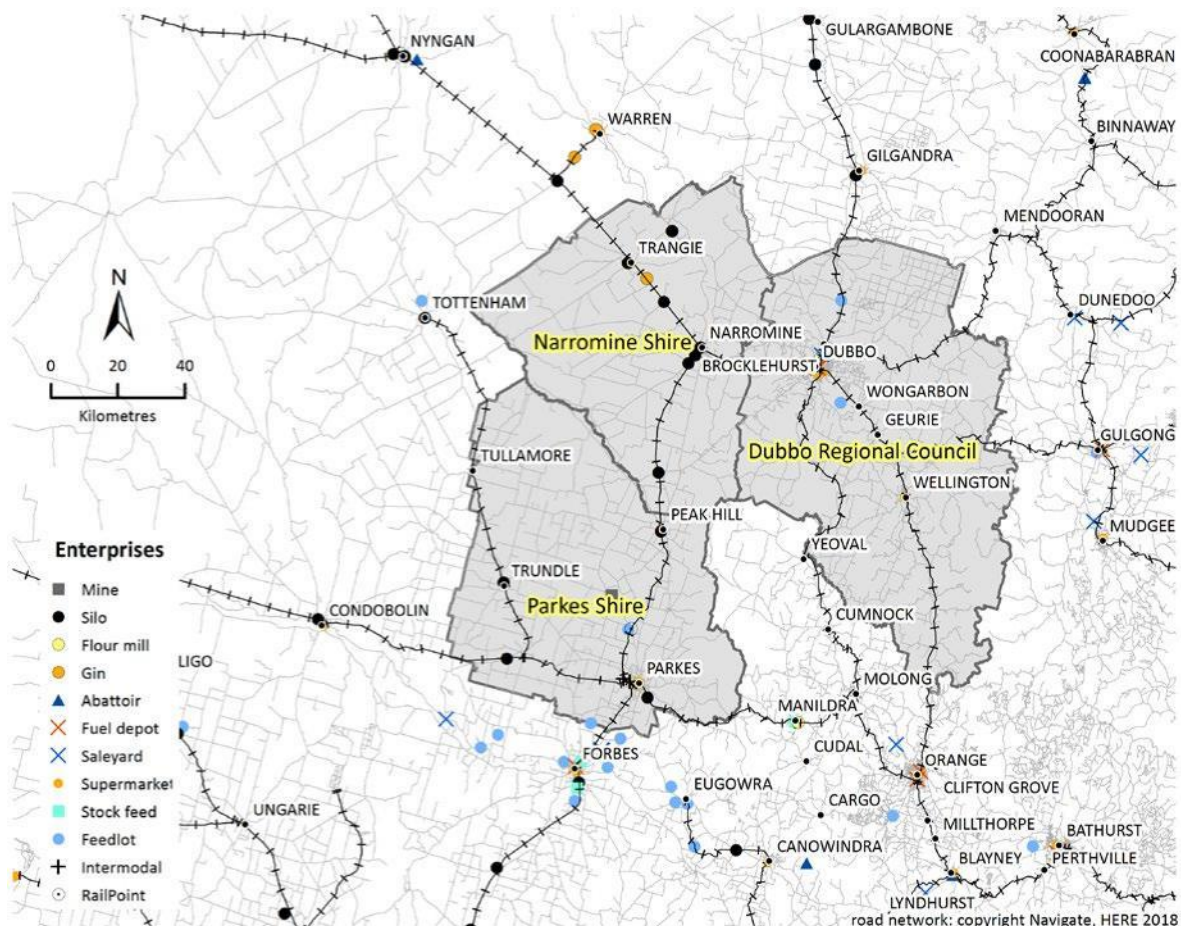 GULARGAMBONE
NYNGAN
COONABARABRAN
WARREN
BINNAWAY
GILGANDRA
MENDOORAN
TRANGIE
N
TOTTENHAM
DUNEDOO
Narromine Shire
NARROMINE
BROCKLEHURST
DUBBO
0 20 40
Kilometres
WONGARBON
GEURIE
GULGONG
Dubbo Regional Council
TULLAMORE
WELLINGTON
PEAK HILL
MUDGEE
YEOVAL
Enterprises
Mine
Silo
Flour mill
Gin
Abattoir
Fuel depot
Saleyard
Supermarket
Stock feed
Feedlot
Intermodal
RailPoint
TRUNDLE
Parkes Shire
CONDOBOLIN
CUMNOCK
LIGO
PARKES
MOLONG
MANILDRA
CUDAL
FORBES
ORANGE
EUGOWRA
CLIFTON GROVE
UNGARIE
CARGO
MILLTHORPE
BATHURST
CANOWINDRA
BLAYNEY
PERTHVILLE
LYNDHURST
road network: copyright Navigate, HERE 2018